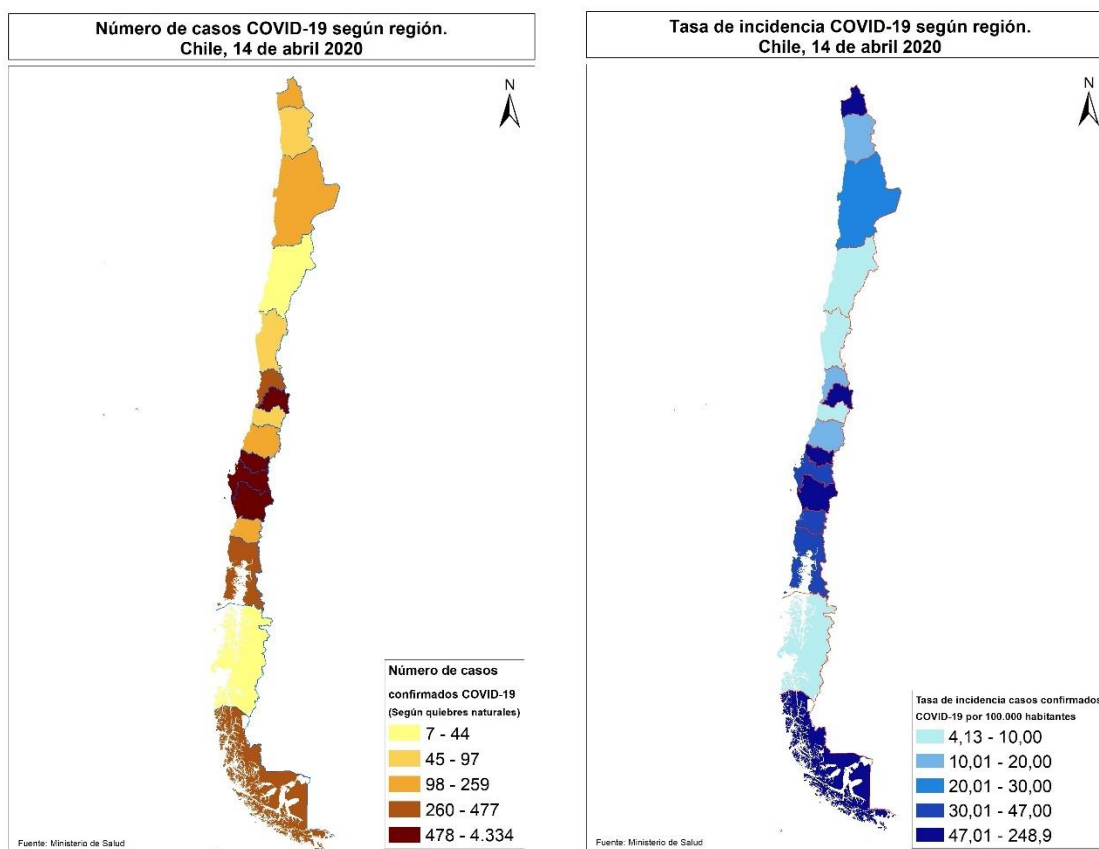 Número de casos COVID-19 según región.
Chile, 14 de abril 2020
N
Número de casos
confirmados COVID-19
(Según quiebres naturales)
7 - 44
45 - 97
98 - 259
260 - 477
478 - 4.334
Fuente: Ministerio de Salud
Tasa de incidencia COVID-19 según región.
Chile, 14 de abril 2020
N
Tasa de incidencia casos confirmados
COVID-19 por 100.000 habitantes
4,13 - 10,00
10,01 - 20,00
20,01 - 30,00
30,01 - 47,00
47,01 - 248,9
Fuente: Ministerio de Salud